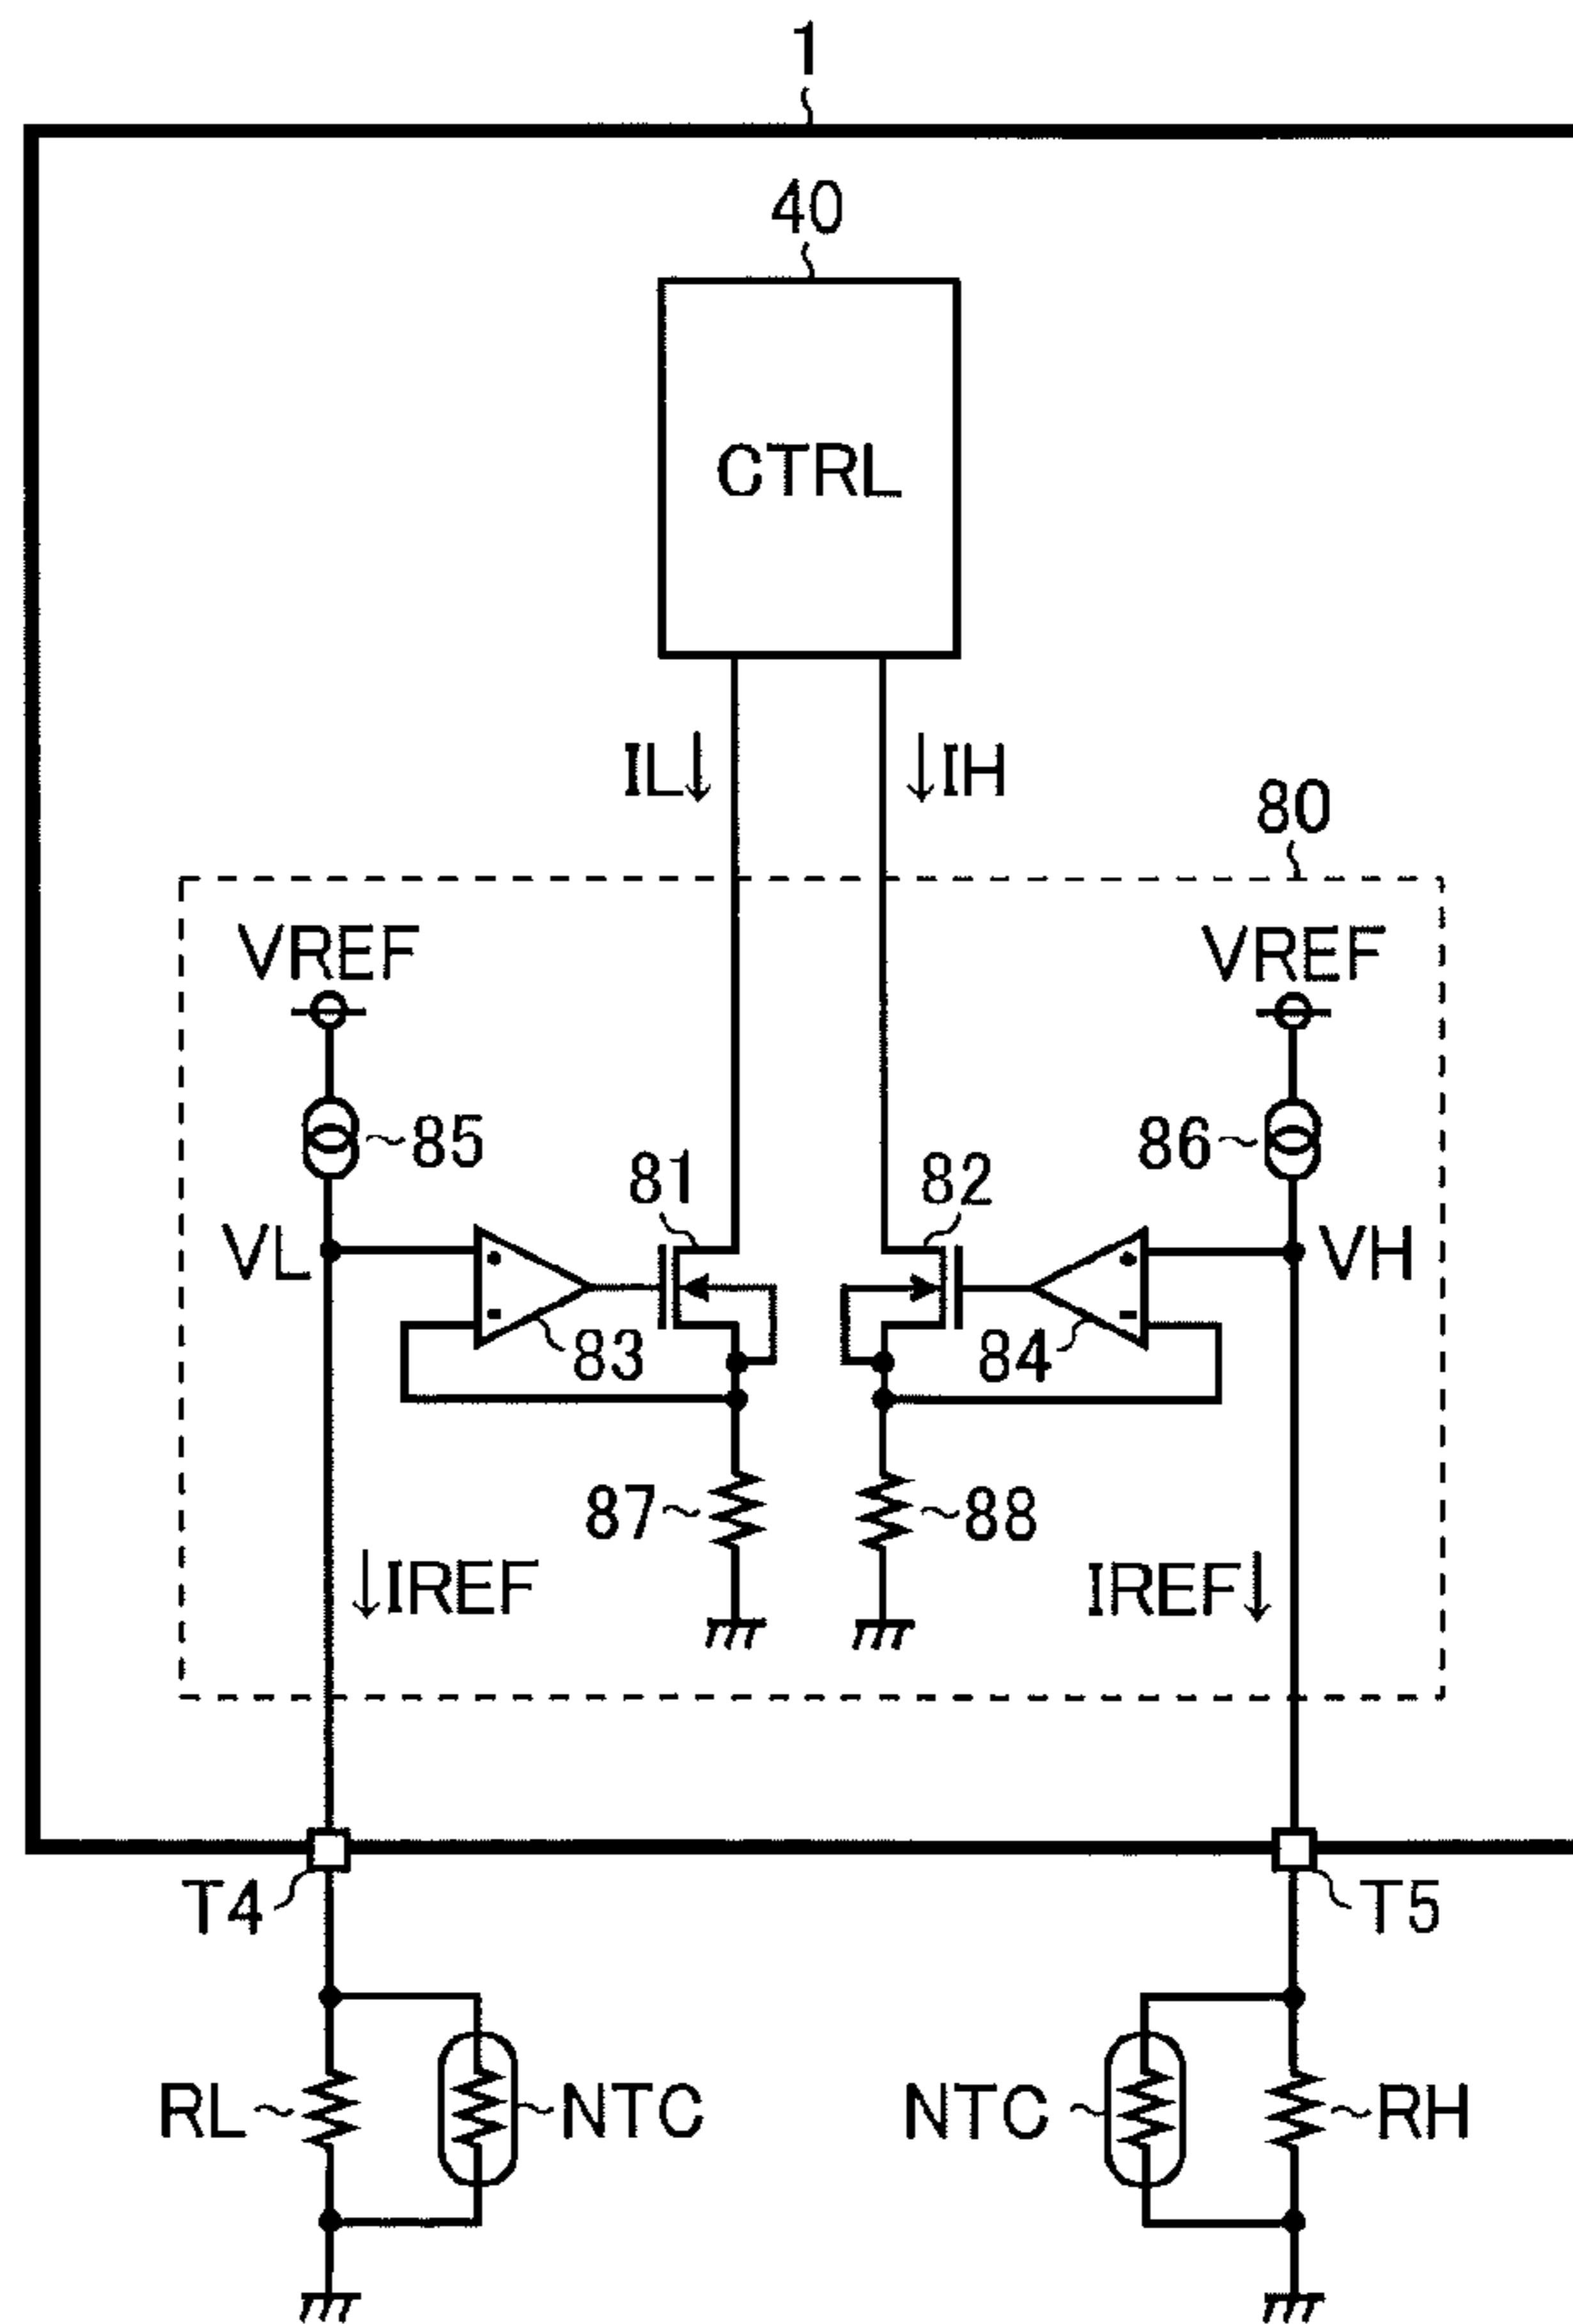 1
40
CTRL
IL IH
80
VREF VREF
85 86
81 82
VL VH
83 84
87 88
IREF IREF
T4 T5
RL NTC NTC RH